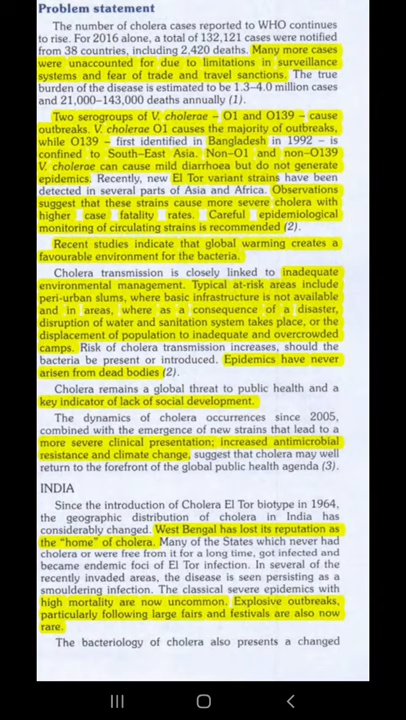 Problem statement
The number of cholera cases reported to WHO continues
to rise. For 2016 alone, a total of 132,121 cases were notified
from 38 countries, including 2,420 deaths. Many more cases
were unaccounted for due to limitations in surveillance
systems and fear of trade and travel sanctions. The true
burden of the disease is estimated to be 1.3–4.0 million cases
and 21,000–143,000 deaths annually (1).
Two serogroups of V. cholerae – O1 and O139 – cause
outbreaks. V. cholerae O1 causes the majority of outbreaks,
while O139 – first identified in Bangladesh in 1992 – is
confined to South–East Asia. Non–O1 and non–O139
V. cholerae can cause mild diarrhoea but do not generate
epidemics. Recently, new El Tor variant strains have been
detected in several parts of Asia and Africa. Observations
suggest that these strains cause more severe cholera with
higher case fatality rates. Careful epidemiological
monitoring of circulating strains is recommended (2).
Recent studies indicate that global warming creates a
favourable environment for the bacteria.
Cholera transmission is closely linked to inadequate
environmental management. Typical at-risk areas include
peri-urban slums, where basic infrastructure is not available
and in areas, where as a consequence of a disaster,
disruption of water and sanitation system takes place, or the
displacement of population to inadequate and overcrowded
camps. Risk of cholera transmission increases, should the
bacteria be present or introduced. Epidemics have never
arisen from dead bodies (2).
Cholera remains a global threat to public health and a
key indicator of lack of social development.
The dynamics of cholera occurrences since 2005,
combined with the emergence of new strains that lead to a
more severe clinical presentation; increased antimicrobial
resistance and climate change, suggest that cholera may well
return to the forefront of the global public health agenda (3).
INDIA
Since the introduction of Cholera El Tor biotype in 1964,
the geographic distribution of cholera in India has
considerably changed. West Bengal has lost its reputation as
the "home" of cholera. Many of the States which never had
cholera or were free from it for a long time, got infected and
became endemic foci of El Tor infection. In several of the
recently invaded areas, the disease is seen persisting as a
smouldering infection. The classical severe epidemics with
high mortality are now uncommon. Explosive outbreaks,
particularly following large fairs and festivals are also now
rare.
The bacteriology of cholera also presents a changed